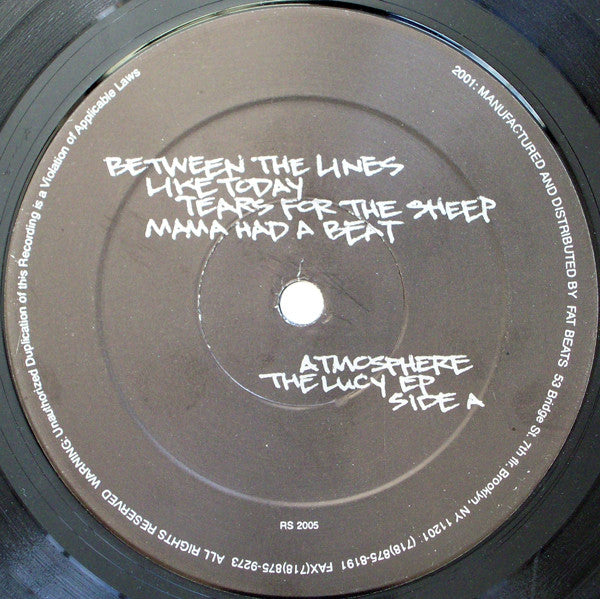 BETWEEN THE LINES
LIKE TODAY
TEARS FOR THE SHEEP
MAMA HAD A BEAT
ATMOSPHERE
THE LUCY EP
SIDE A
RS 2005
2001: MANUFACTURED AND DISTRIBUTED BY FAT BEATS 53 Bridge St. 7th flr. Brooklyn, NY 11201 (718)875-8191 FAX(718)875-9273 ALL RIGHTS RESERVED WARNING: Unauthorized Duplication of this Recording is a Violation of Applicable Laws